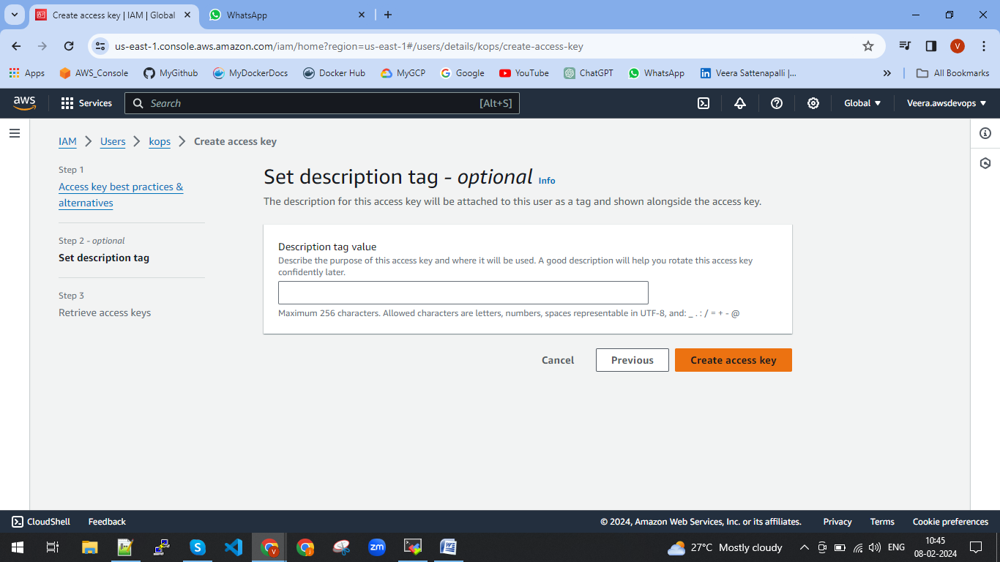 Create access key | IAM | Global
WhatsApp
us-east-1.console.aws.amazon.com/iam/home?region=us-east-1#/users/details/kops/create-access-key
V
Apps
AWS_Console
MyGithub
MyDockerDocs
Docker Hub
MyGCP
Google
YouTube
ChatGPT
WhatsApp
Veera Sattenapalli |...
All Bookmarks
aws
Services
Search
[Alt+S]
Global
Veera.awsdevops
IAM
Users
kops
Create access key
Step 1
Access key best practices &
alternatives
Step 2 - optional
Set description tag
Step 3
Retrieve access keys
Set description tag - optional Info
The description for this access key will be attached to this user as a tag and shown alongside the access key.
Description tag value
Describe the purpose of this access key and where it will be used. A good description will help you rotate this access key
confidently later.
Maximum 256 characters. Allowed characters are letters, numbers, spaces representable in UTF-8, and: _ . : / = + - @
Cancel
Previous
Create access key
CloudShell
Feedback
© 2024, Amazon Web Services, Inc. or its affiliates.
Privacy
Terms
Cookie preferences
27°C Mostly cloudy
ENG
10:45
08-02-2024